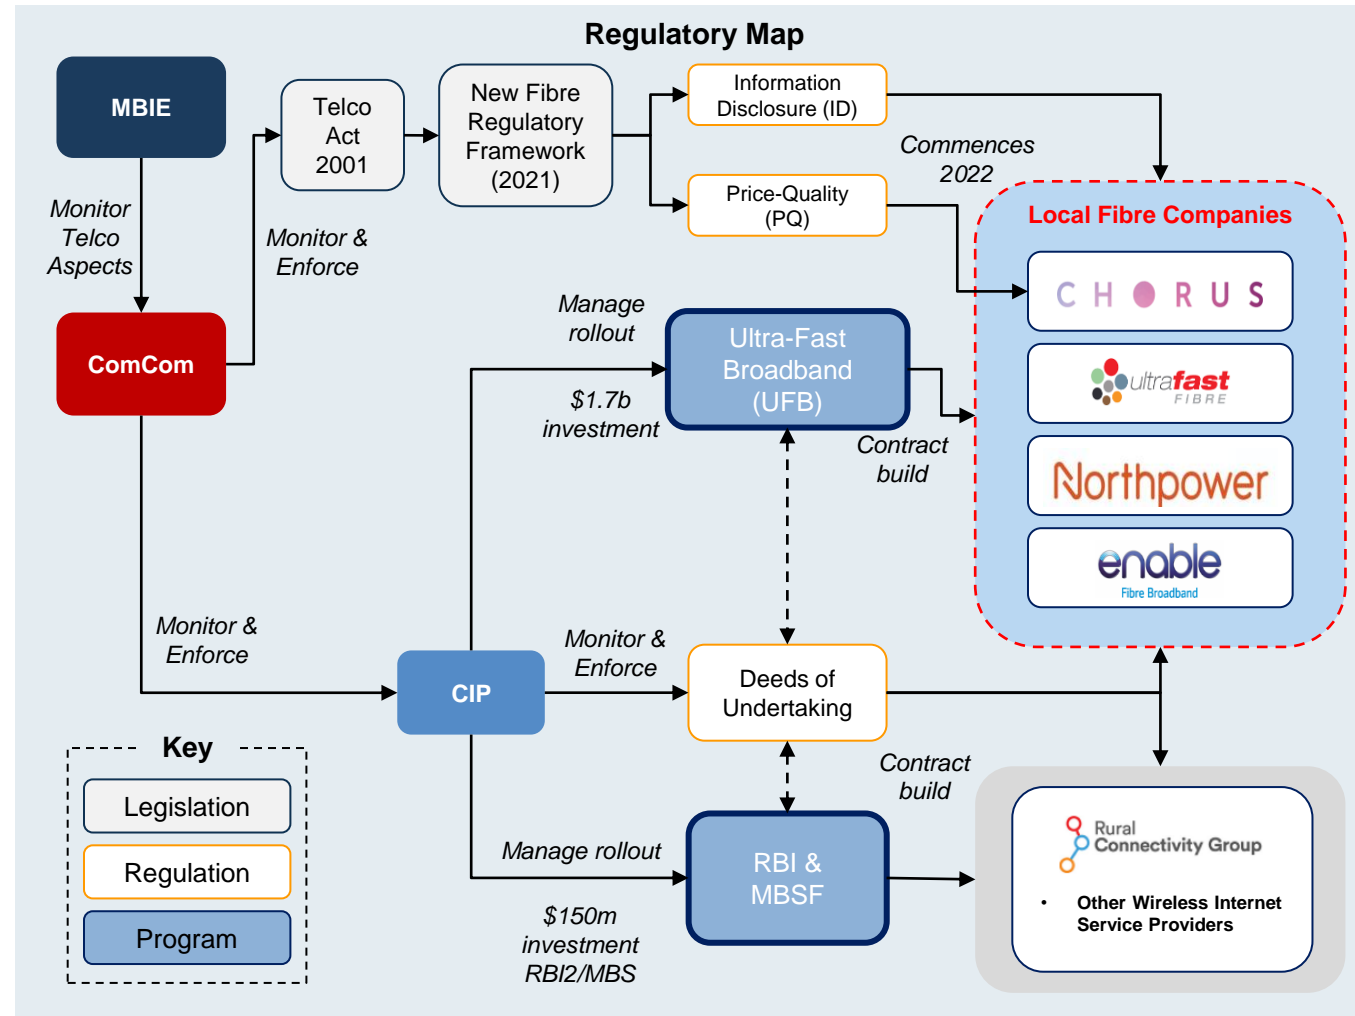 Regulatory Map
MBIE
Telco
Act
2001
New Fibre
Regulatory
Framework
(2021)
Information
Disclosure (ID)
Commences
2022
Price-Quality
(PQ)
Monitor
Telco
Aspects
Monitor &
Enforce
Local Fibre Companies
CHORUS
ultrafast
FIBRE
Northpower
enable
Fibre Broadband
ComCom
Manage
rollout
Ultra-Fast
Broadband
(UFB)
$1.7b
investment
Contract
build
Monitor &
Enforce
CIP
Monitor &
Enforce
Deeds of
Undertaking
Contract
build
Manage rollout
RBI &
MBSF
$150m
investment
RBI2/MBS
Rural
Connectivity Group
• Other Wireless Internet
Service Providers
Key
Legislation
Regulation
Program